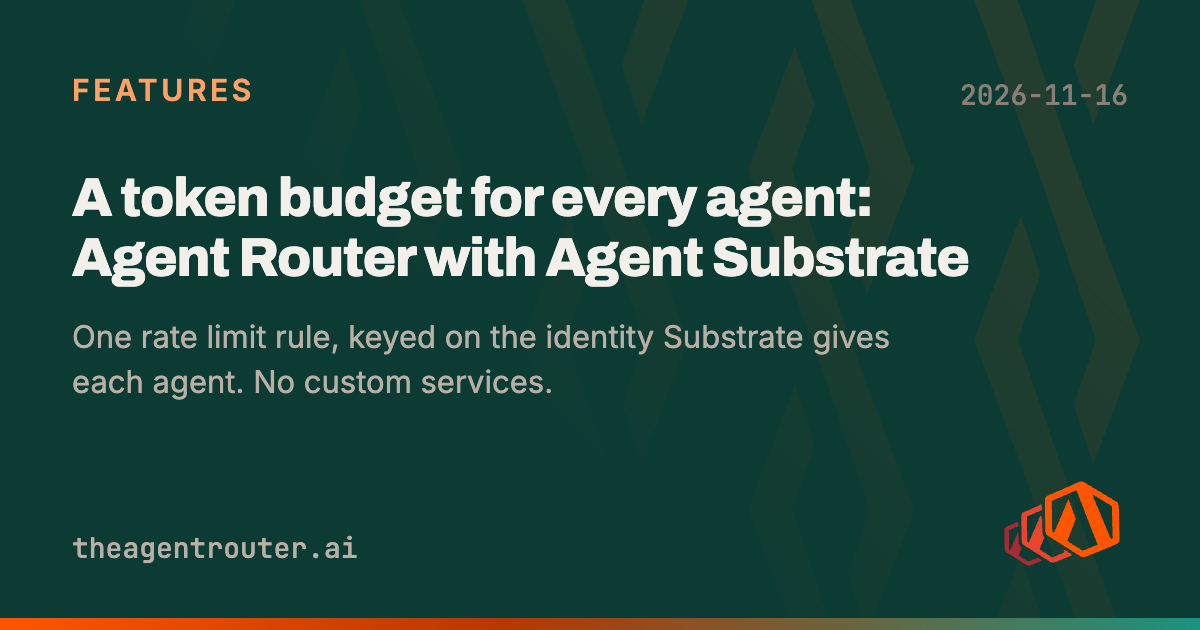 FEATURES
2026-11-16
A token budget for every agent:
Agent Router with Agent Substrate
One rate limit rule, keyed on the identity Substrate gives
each agent. No custom services.
theagentrouter.ai